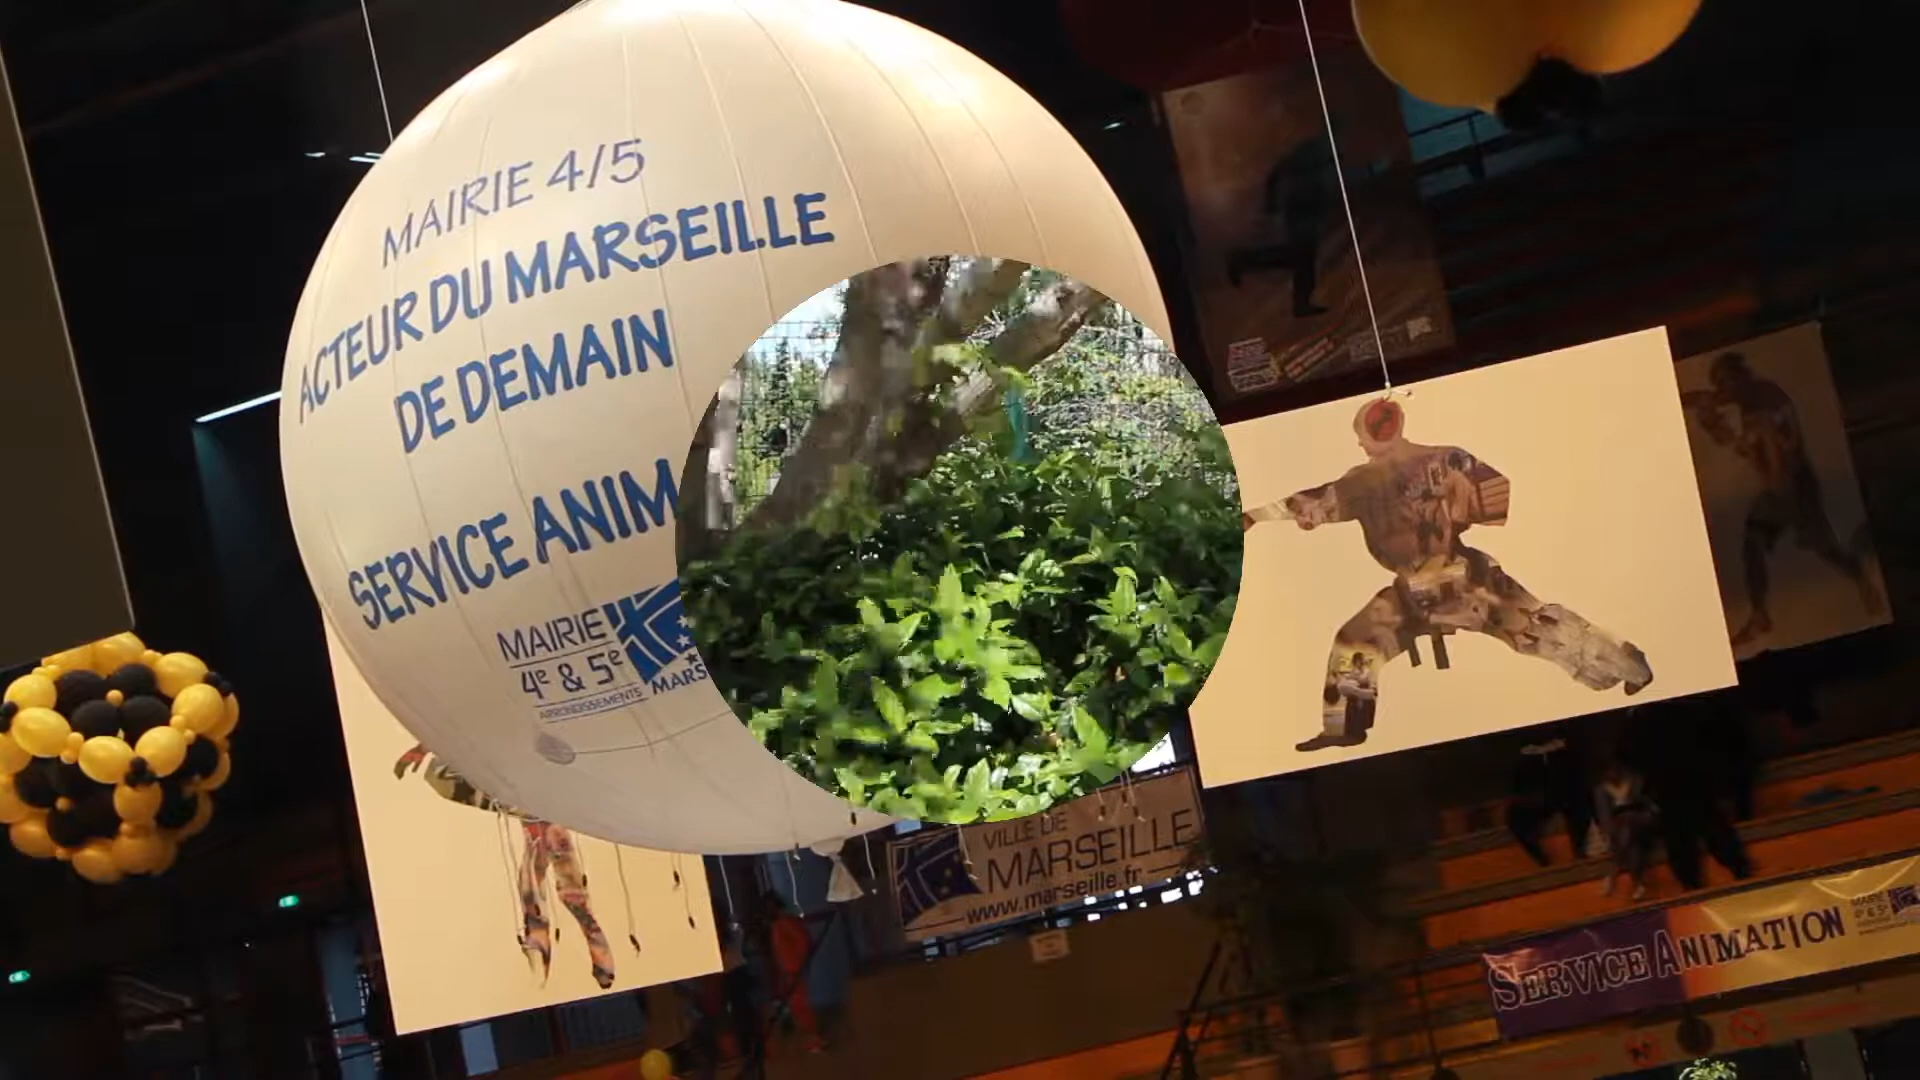 MAIRIE 4/5
ACTEUR DU MARSEILLE
DE DEMAIN
SERVICE ANIM
MAIRIE
4e & 5e
ARRONDISSEMENTS
MARS
VILLE DE
MARSEILLE
www.marseille.fr
SERVICE ANIMATION